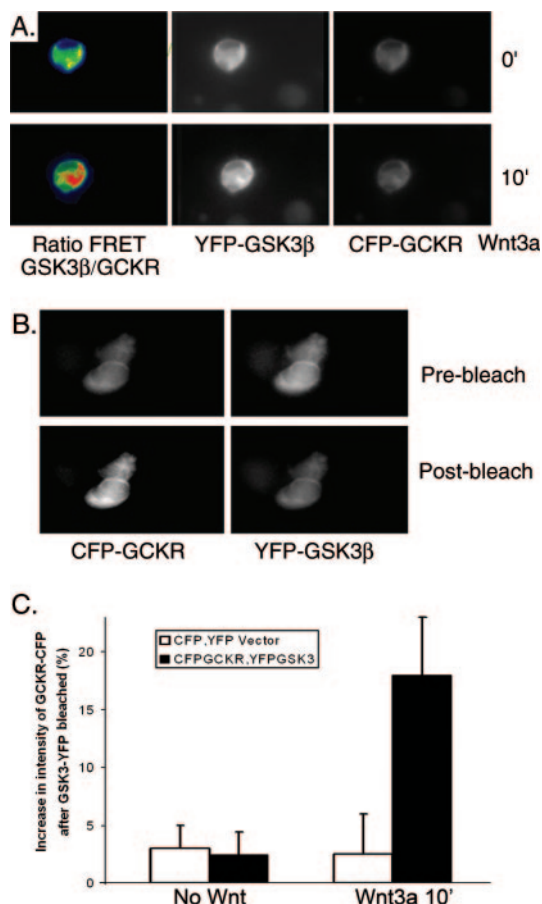 A.
0'
10'
Ratio FRET
GSK3β/GCKR
YFP-GSK3β
CFP-GCKR
Wnt3a
B.
Pre-bleach
Post-bleach
CFP-GCKR
YFP-GSK3β
C.
Increase in intensity of GCKR-CFP
after GSK3-YFP bleached (%)
CFP,YFP Vector
CFPGCKR,YFPGSK3
20
15
10
5
0
No Wnt
Wnt3a 10'